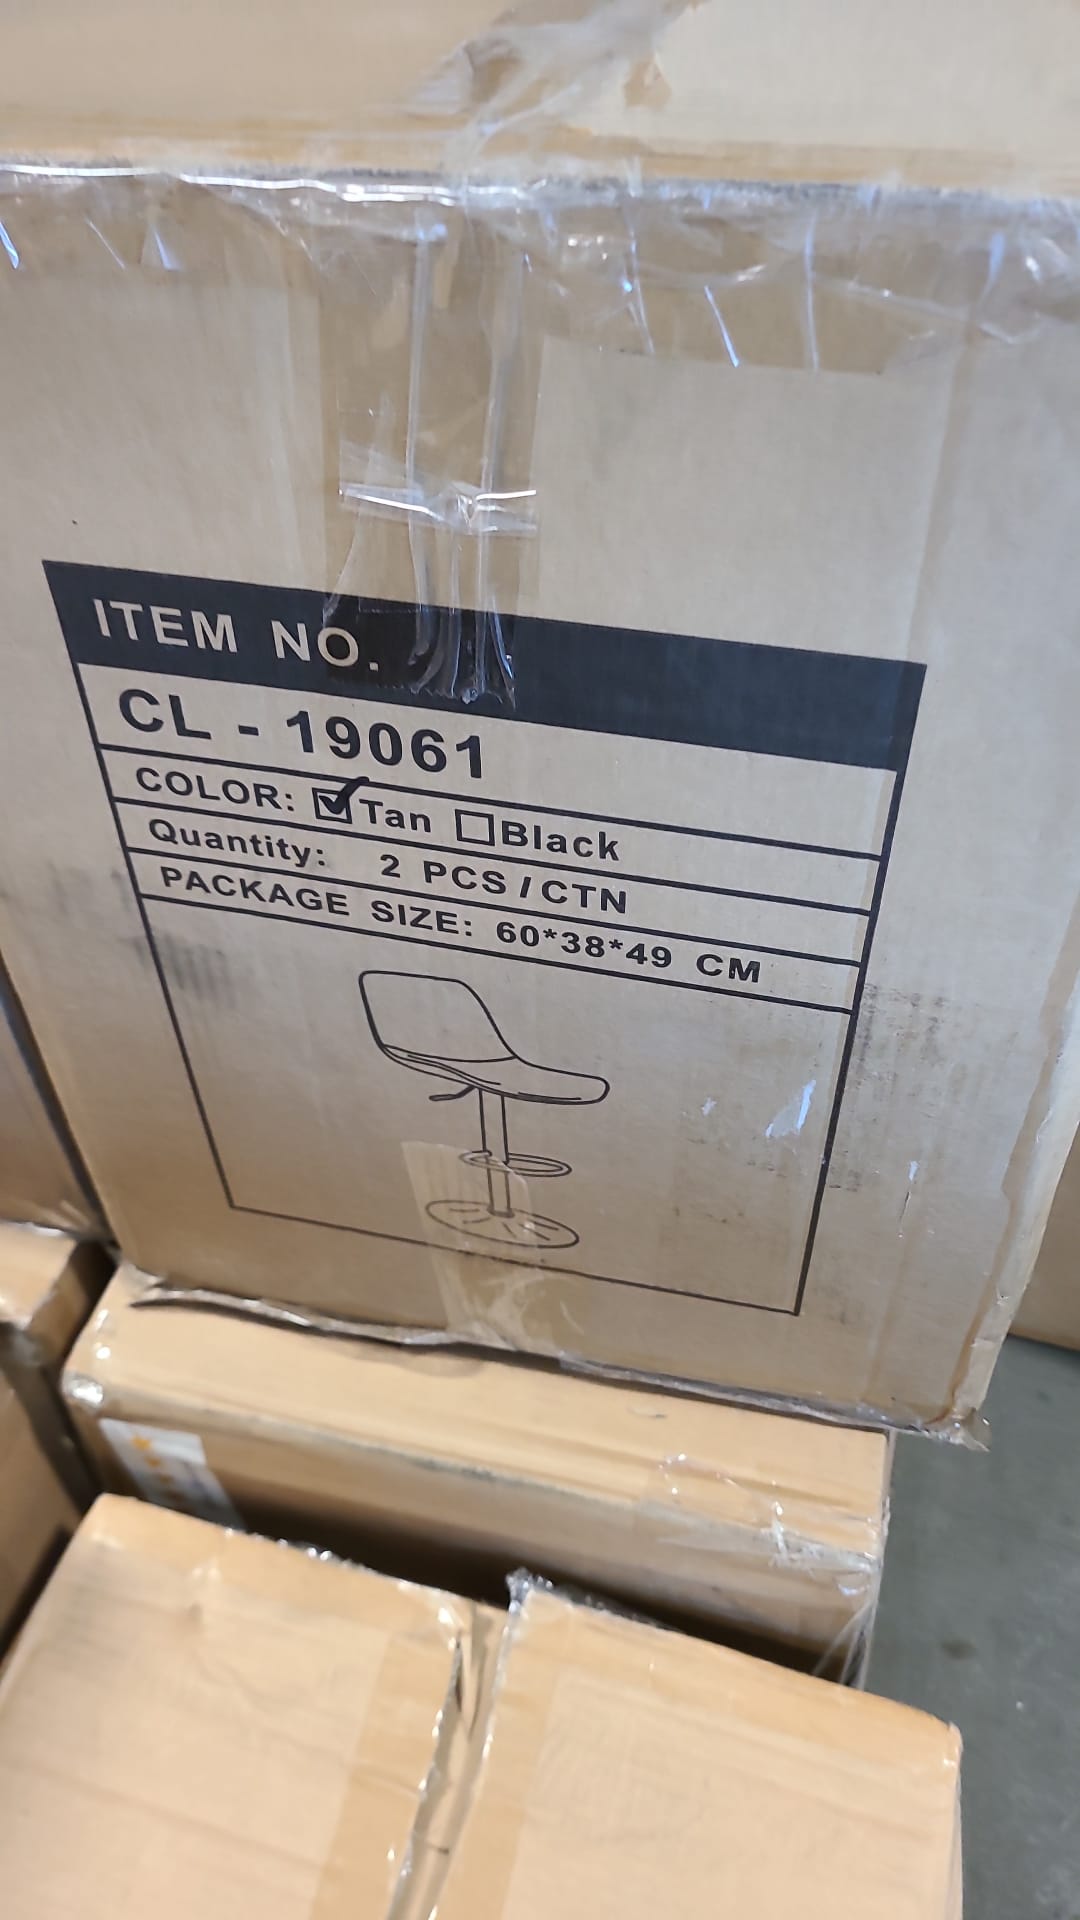 ITEM NO.
CL - 19061
COLOR: ☑Tan ☐Black
Quantity: 2 PCS / CTN
PACKAGE SIZE: 60*38*49 CM